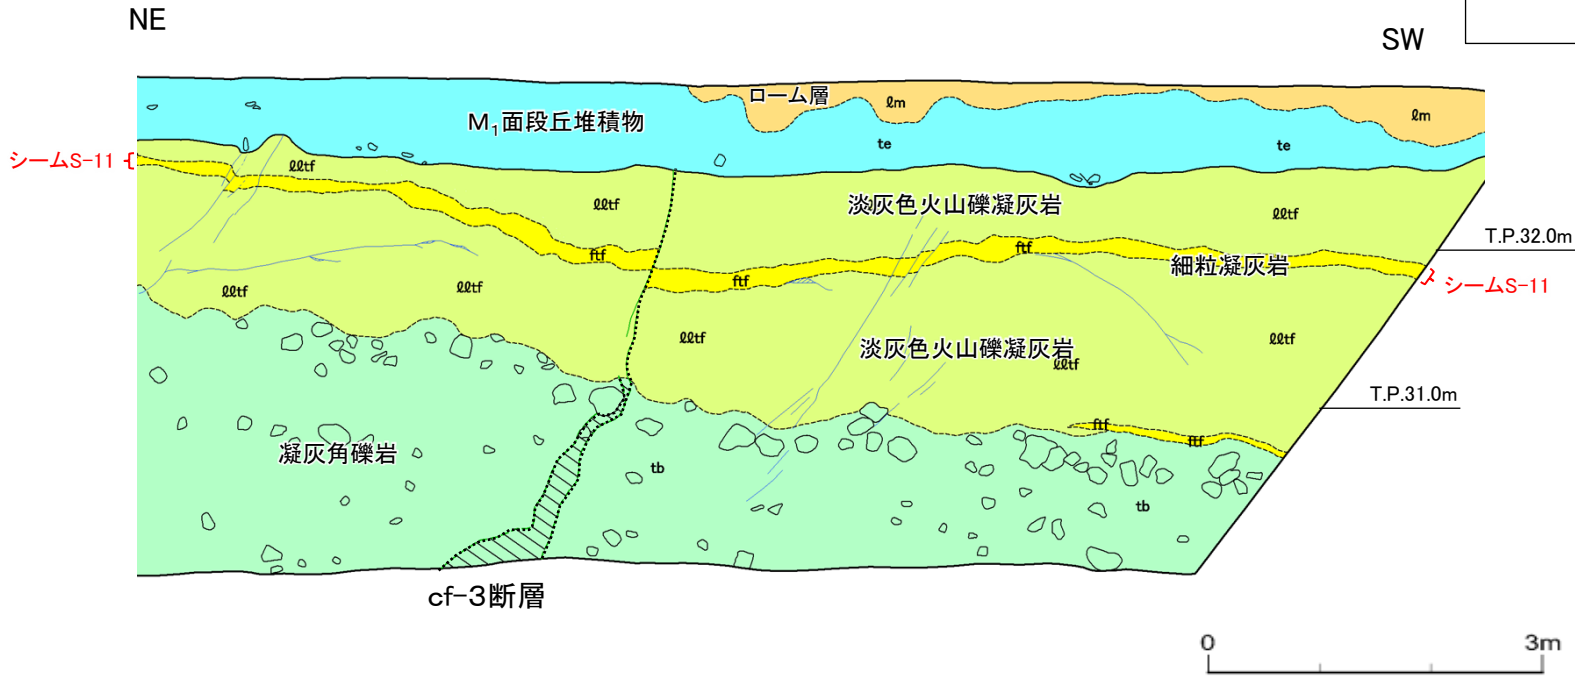 NE
SW
ローム層
ℓm
ℓm
M₁面段丘堆積物
te
te
シームS-11
ℓℓtf
ℓℓtf
淡灰色火山礫凝灰岩
ℓℓtf
T.P.32.0m
ftf
ftf
ftf
細粒凝灰岩
シームS-11
ℓℓtf
ℓℓtf
ℓℓtf
淡灰色火山礫凝灰岩
ℓℓtf
ℓℓtf
T.P.31.0m
ftf
ftf
凝灰角礫岩
tb
tb
cf-3断層
0 3m